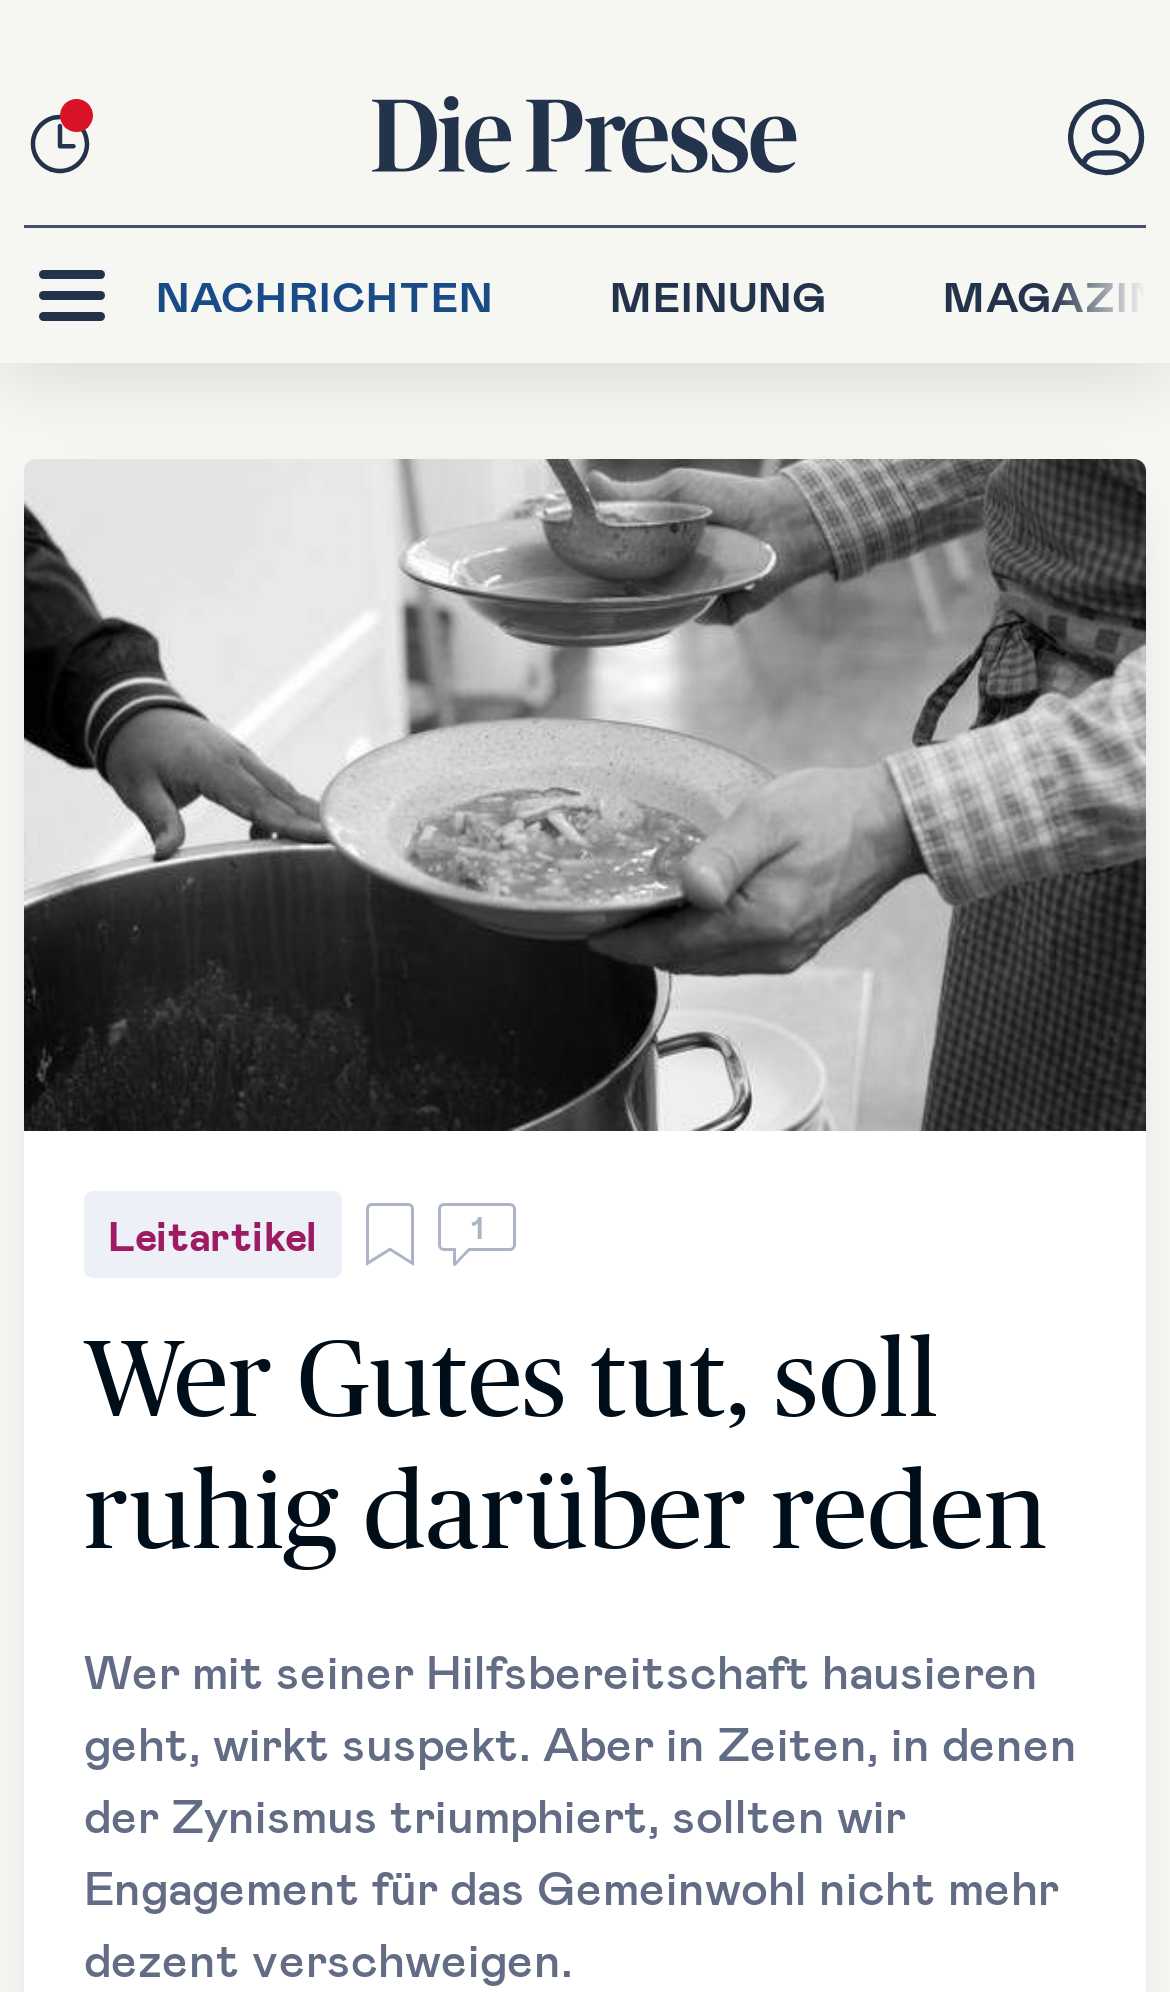 Die Presse
NACHRICHTEN MEINUNG MAGAZIN
Leitartikel 1
Wer Gutes tut, soll
ruhig darüber reden
Wer mit seiner Hilfsbereitschaft hausieren
geht, wirkt suspekt. Aber in Zeiten, in denen
der Zynismus triumphiert, sollten wir
Engagement für das Gemeinwohl nicht mehr
dezent verschweigen.